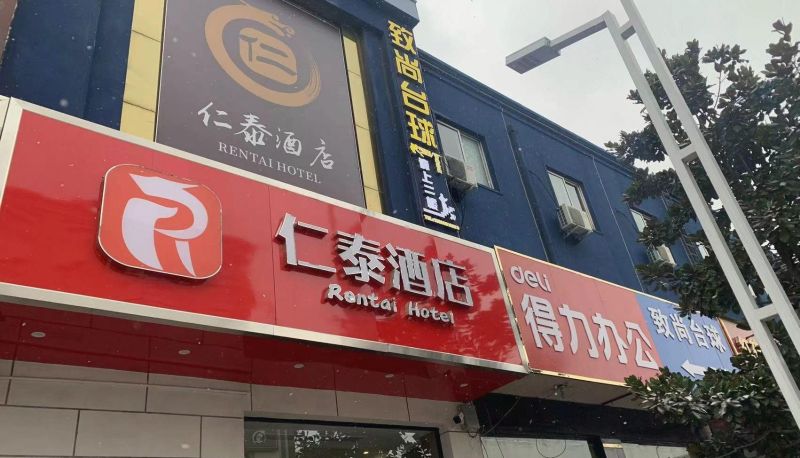 仁泰酒店
RENTAI HOTEL
致尚台球
仁泰酒店
Rentai Hotel
deli
得力办公
致尚台球